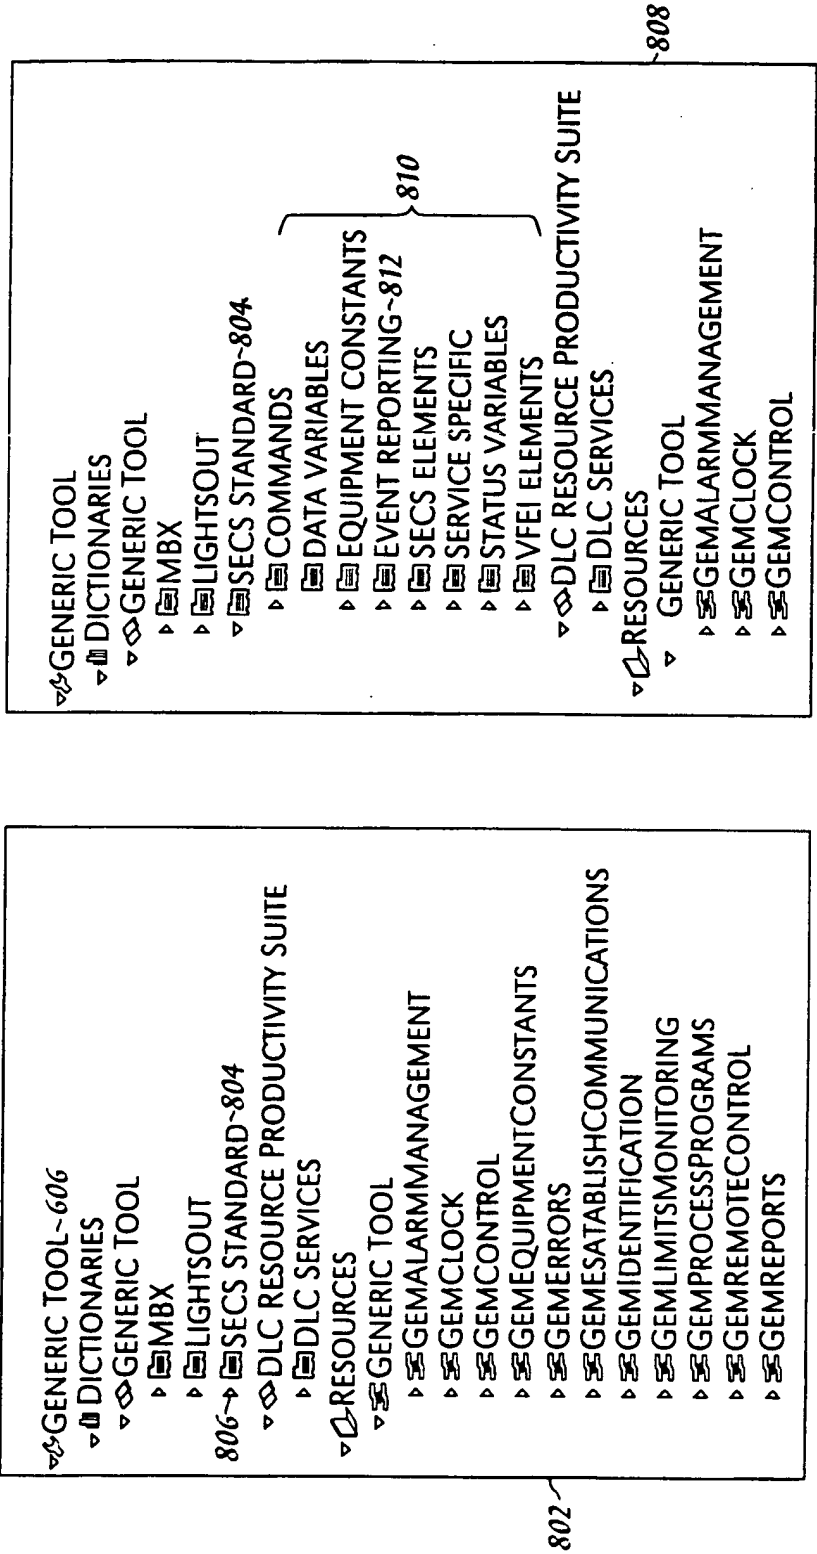 GENERIC TOOL~606
DICTIONARIES
GENERIC TOOL
MBX
LIGHTSOUT
806 SECS STANDARD~804
DLC RESOURCE PRODUCTIVITY SUITE
DLC SERVICES
RESOURCES
GENERIC TOOL
GEMALARMMANAGEMENT
GEMCLOCK
GEMCONTROL
GEMEQUIPMENTCONSTANTS
GEMERRORS
GEMESATABLISHCOMMUNICATIONS
GEMIDENTIFICATION
GEMLIMITSMONITORING
GEMPROCESSPROGRAMS
GEMREMOTECONTROL
GEMREPORTS
802
GENERIC TOOL
DICTIONARIES
GENERIC TOOL
MBX
LIGHTSOUT
SECS STANDARD~804
COMMANDS
DATA VARIABLES
EQUIPMENT CONSTANTS
EVENT REPORTING~812
SECS ELEMENTS
SERVICE SPECIFIC
STATUS VARIABLES
VFEI ELEMENTS
810
DLC RESOURCE PRODUCTIVITY SUITE
DLC SERVICES
RESOURCES
GENERIC TOOL
GEMALARMMANAGEMENT
GEMCLOCK
GEMCONTROL
808